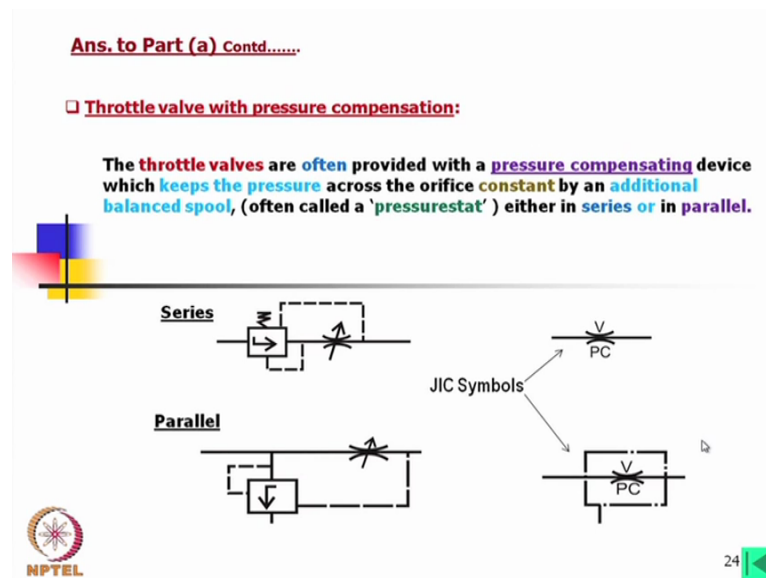 Ans. to Part (a) Contd.......
❑ Throttle valve with pressure compensation:
The throttle valves are often provided with a pressure compensating device
which keeps the pressure across the orifice constant by an additional
balanced spool, (often called a 'pressurestat' ) either in series or in parallel.
Series
V
PC
JIC Symbols
Parallel
V
PC
NPTEL
24